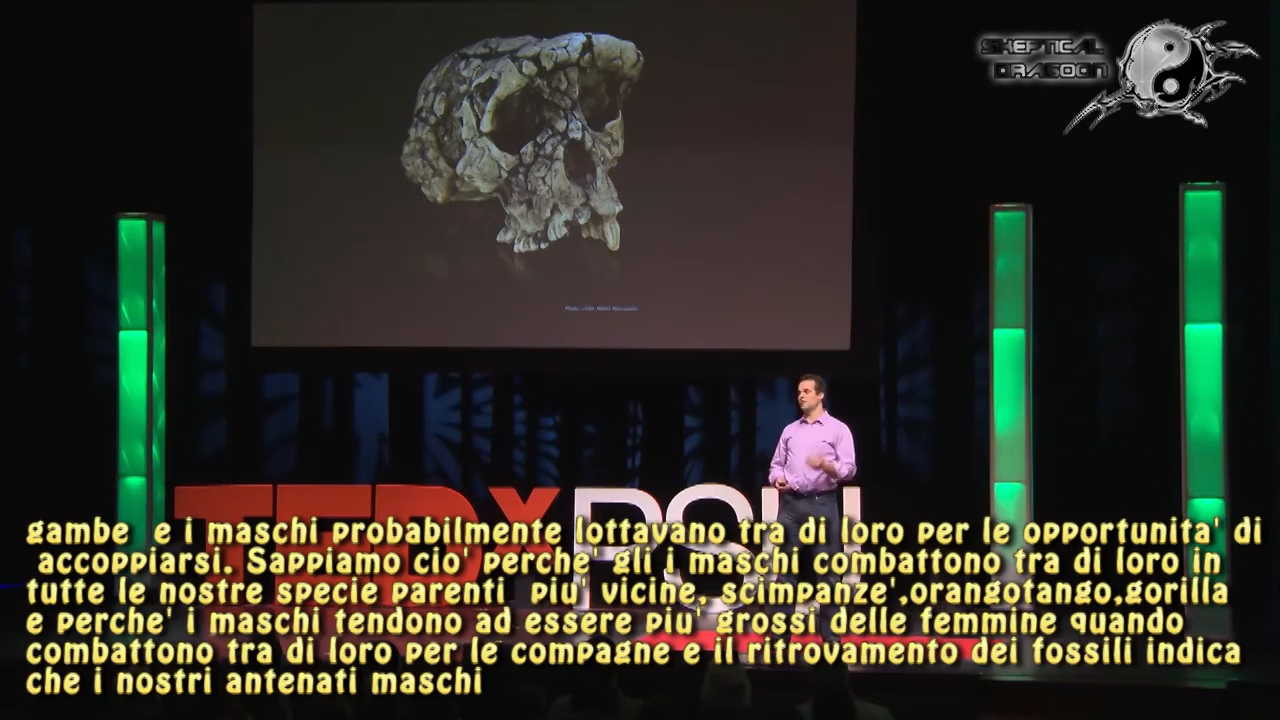 SKEPTICAL
DRAGOON
TEDxPSU
gambe e i maschi probabilmente lottavano tra di loro per le opportunita' di
accoppiarsi. Sappiamo cio' perche' gli i maschi combattono tra di loro in
tutte le nostre specie parenti piu' vicine, scimpanze',orangotango,gorilla
e perche' i maschi tendono ad essere piu' grossi delle femmine quando
combattono tra di loro per le compagne e il ritrovamento dei fossili indica
che i nostri antenati maschi